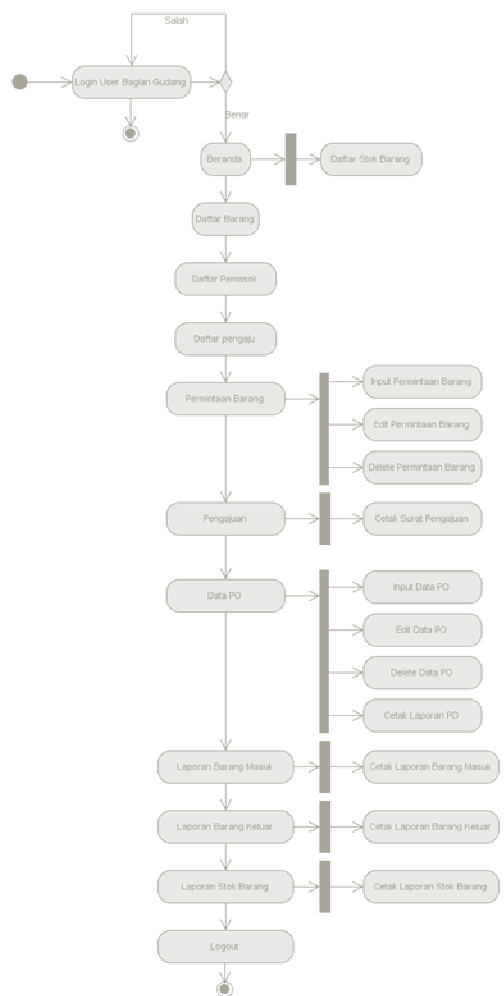 Salah
Login User Bagian Gudang
Benar
Beranda
Daftar Stok Barang
Daftar Barang
Daftar Pemasok
Daftar pengaju
Permintaan Barang
Input Permintaan Barang
Edit Permintaan Barang
Delete Permintaan Barang
Pengajuan
Cetak Surat Pengajuan
Data PO
Input Data PO
Edit Data PO
Delete Data PO
Cetak Laporan PO
Laporan Barang Masuk
Cetak Laporan Barang Masuk
Laporan Barang Keluar
Cetak Laporan Barang Keluar
Laporan Stok Barang
Cetak Laporan Stok Barang
Logout